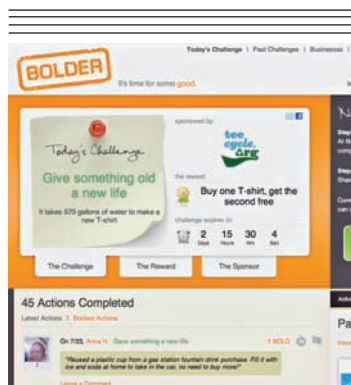 Today's Challenge | Past Challenges | Businesses |
BOLDER
It's time for some good.
Today's Challenge
Give something old
a new life
It takes 570 gallons of water to make a
new T-shirt
sponsored by:
tee
cycle.
org
the reward
Buy one T-shirt, get the
second free
challenge expires in:
2 15 30 4
Days Hours Min Sec
The Challenge
The Reward
The Sponsor
45 Actions Completed
Latest Actions | Boldest Actions
On 7/23, Anna H. Gave something a new life
1 BOLD
"Reused a plastic cup from a gas station fountain drink purchase. Fill it with
ice and soda at home to take in the car, no need to buy more!"
Leave a Comment